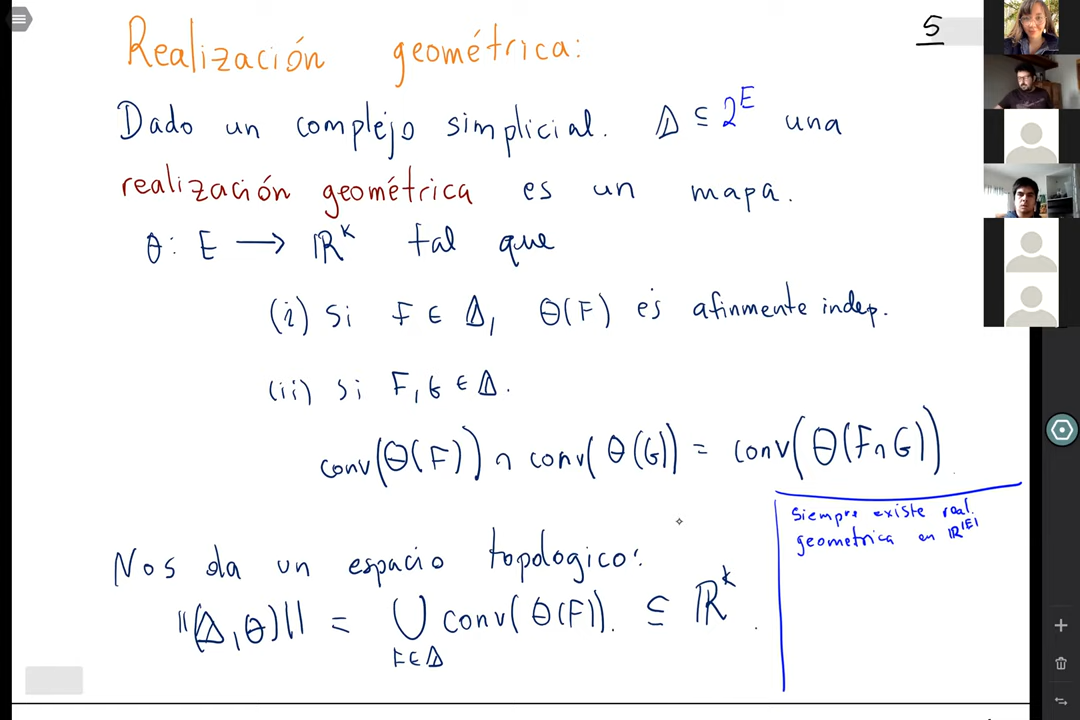 5
Realización geométrica:
Dado un complejo simplicial. Δ ⊆ 2^E una
realización geométrica es un mapa.
θ: E → ℝ^k tal que
(i) Si F ∈ Δ, θ(F) es afinmente indep.
(ii) Si F, G ∈ Δ.
conv(θ(F)) ∩ conv(θ(G)) = conv(θ(F∩G))
Siempre existe real.
geometrica en ℝ^|E|
Nos da un espacio topologico:
||(Δ,θ)|| = ⋃ conv(θ(F)). ⊆ ℝ^k.
F∈Δ